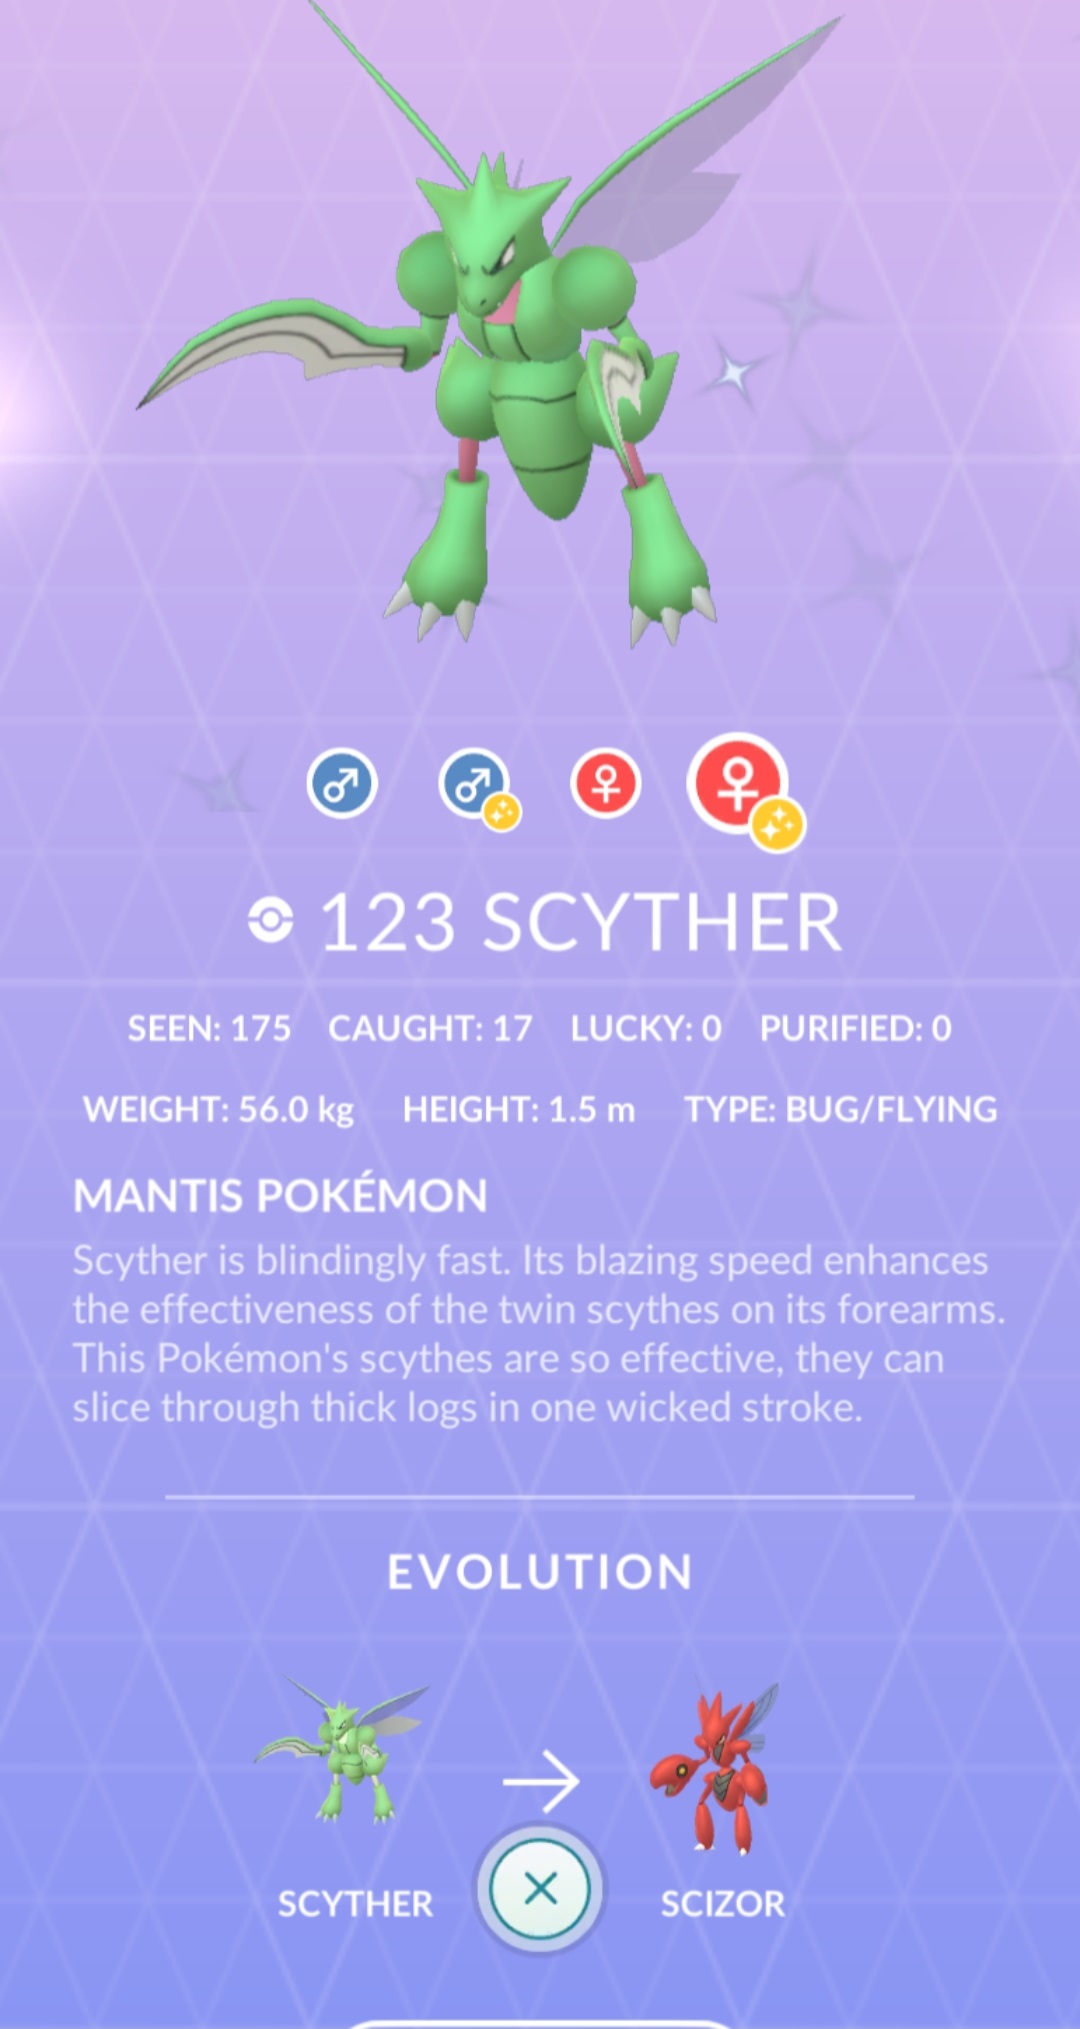 123 SCYTHER
SEEN: 175 CAUGHT: 17 LUCKY: 0 PURIFIED: 0
WEIGHT: 56.0 kg HEIGHT: 1.5 m TYPE: BUG/FLYING
MANTIS POKÉMON
Scyther is blindingly fast. Its blazing speed enhances
the effectiveness of the twin scythes on its forearms.
This Pokémon's scythes are so effective, they can
slice through thick logs in one wicked stroke.
EVOLUTION
SCYTHER SCIZOR